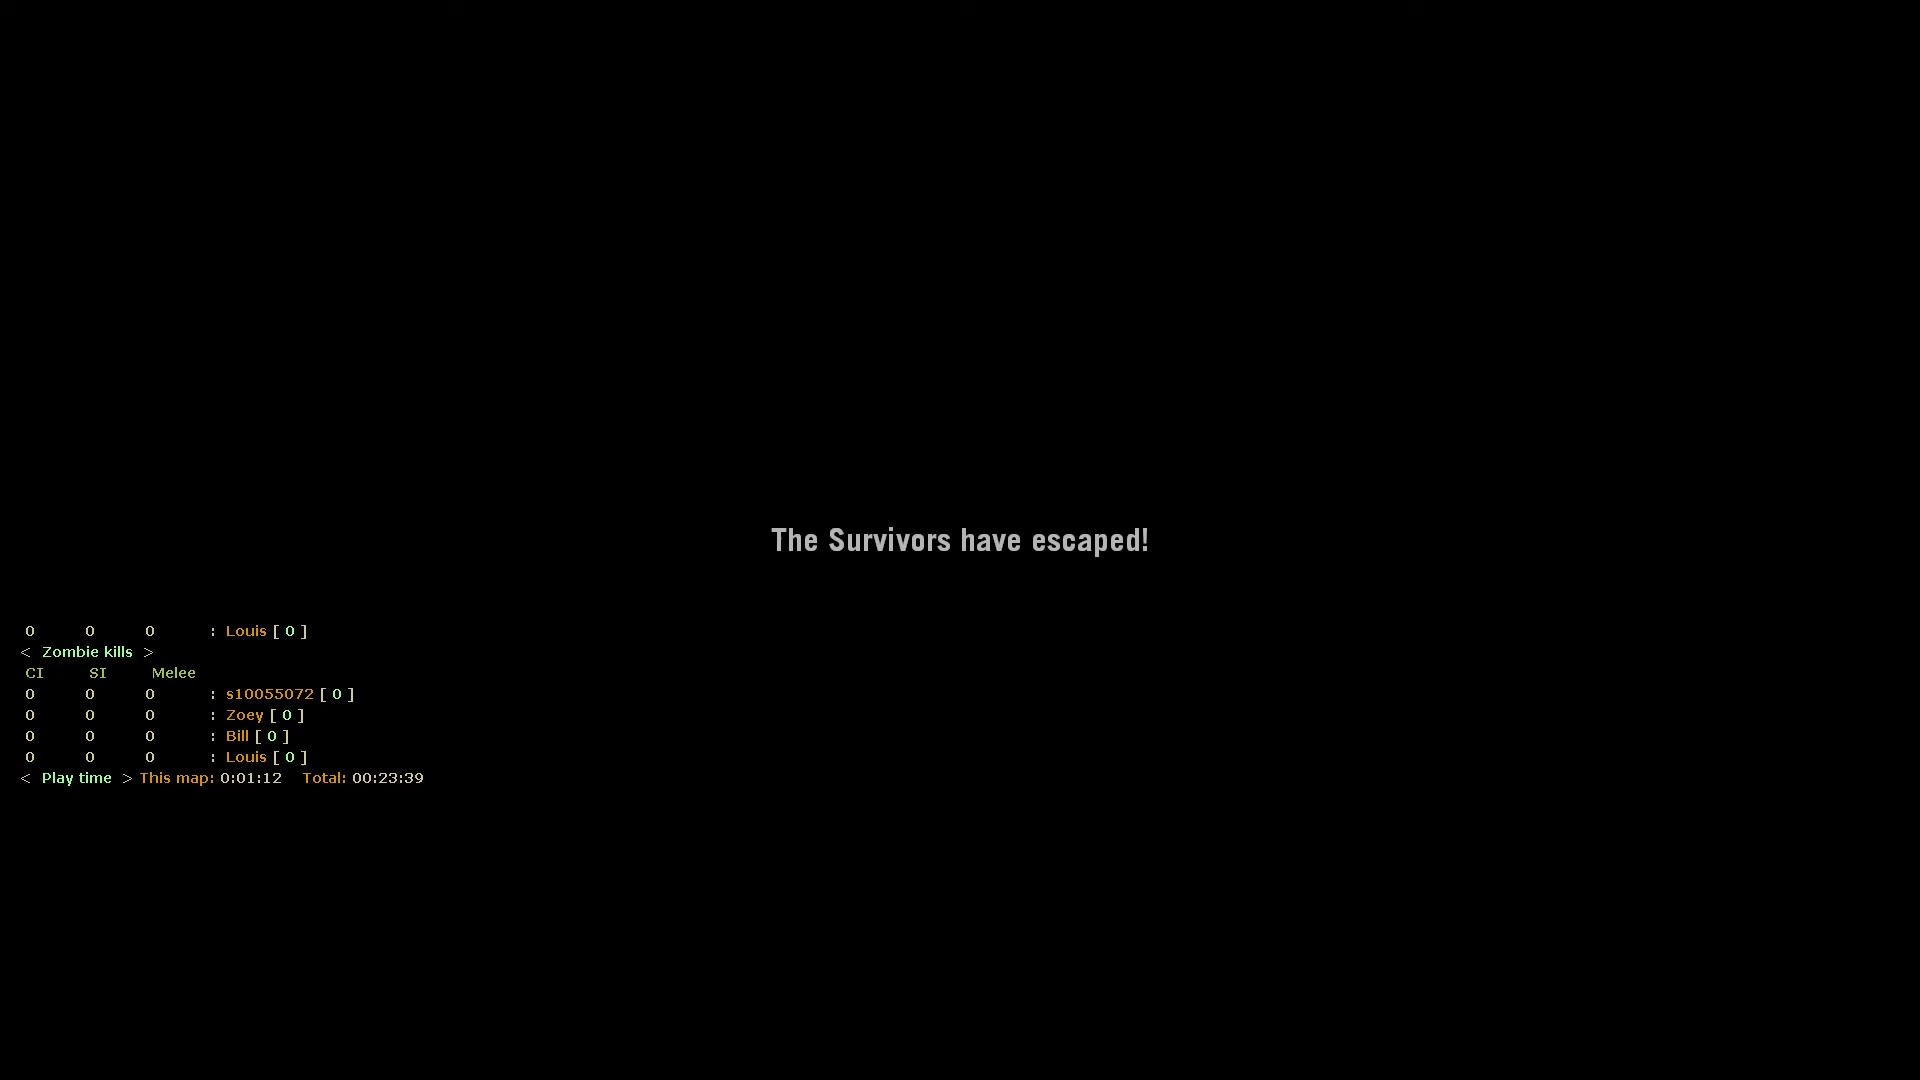 The Survivors have escaped!
0 0 0 : Louis [ 0 ]
< Zombie kills >
CI SI Melee
0 0 0 : s10055072 [ 0 ]
0 0 0 : Zoey [ 0 ]
0 0 0 : Bill [ 0 ]
0 0 0 : Louis [ 0 ]
< Play time > This map: 0:01:12 Total: 00:23:39